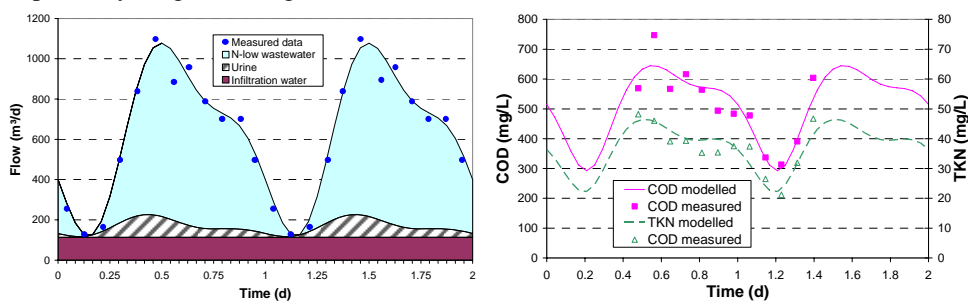 Flow (m³/d)
1200
1000
800
600
400
200
0
Measured data
N-low wastewater
Urine
Infiltration water
0 0.25 0.5 0.75 1 1.25 1.5 1.75 2
Time (d)
COD (mg/L)
800
700
600
500
400
300
200
100
0
COD modelled
COD measured
TKN modelled
COD measured
0 0.2 0.4 0.6 0.8 1 1.2 1.4 1.6 1.8 2
Time (d)
80
70
60
50
40
30
20
10
0
TKN (mg/L)